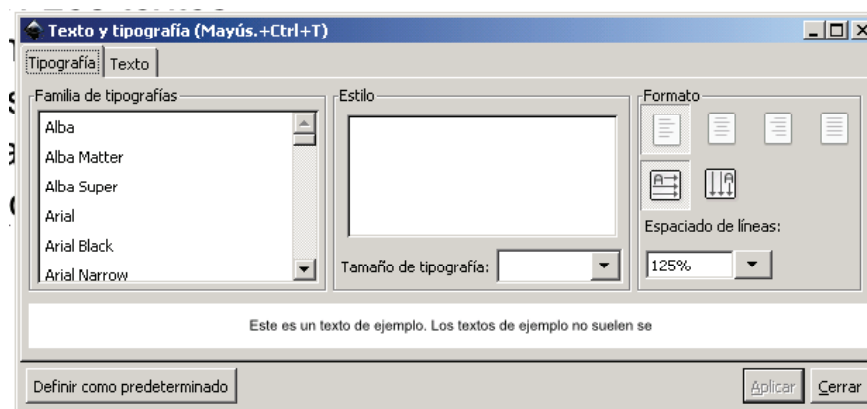 Texto y tipografía (Mayús.+Ctrl+T)
Tipografía Texto
Familia de tipografías
Alba
Alba Matter
Alba Super
Arial
Arial Black
Arial Narrow
Estilo
Tamaño de tipografía:
Formato
Espaciado de líneas:
125%
Este es un texto de ejemplo. Los textos de ejemplo no suelen se
Definir como predeterminado
Aplicar
Cerrar